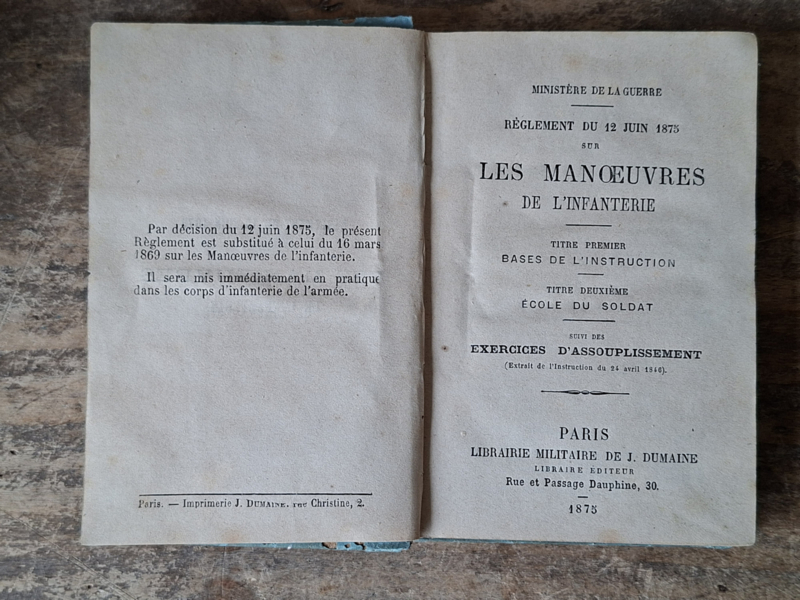 Par décision du 12 juin 1875, le présent
Règlement est substitué à celui du 16 mars
1869 sur les Manœuvres de l'infanterie.
Il sera mis immédiatement en pratique
dans les corps d'infanterie de l'armée.
Paris. — Imprimerie J. DUMAINE, rue Christine, 2.
MINISTÈRE DE LA GUERRE
RÈGLEMENT DU 12 JUIN 1875
SUR
LES MANŒUVRES
DE L'INFANTERIE
TITRE PREMIER
BASES DE L'INSTRUCTION
TITRE DEUXIÈME
ÉCOLE DU SOLDAT
SUIVI DES
EXERCICES D'ASSOUPLISSEMENT
(Extrait de l'Instruction du 24 avril 1846).
PARIS
LIBRAIRIE MILITAIRE DE J. DUMAINE
LIBRAIRE ÉDITEUR
Rue et Passage Dauphine, 30.
1875